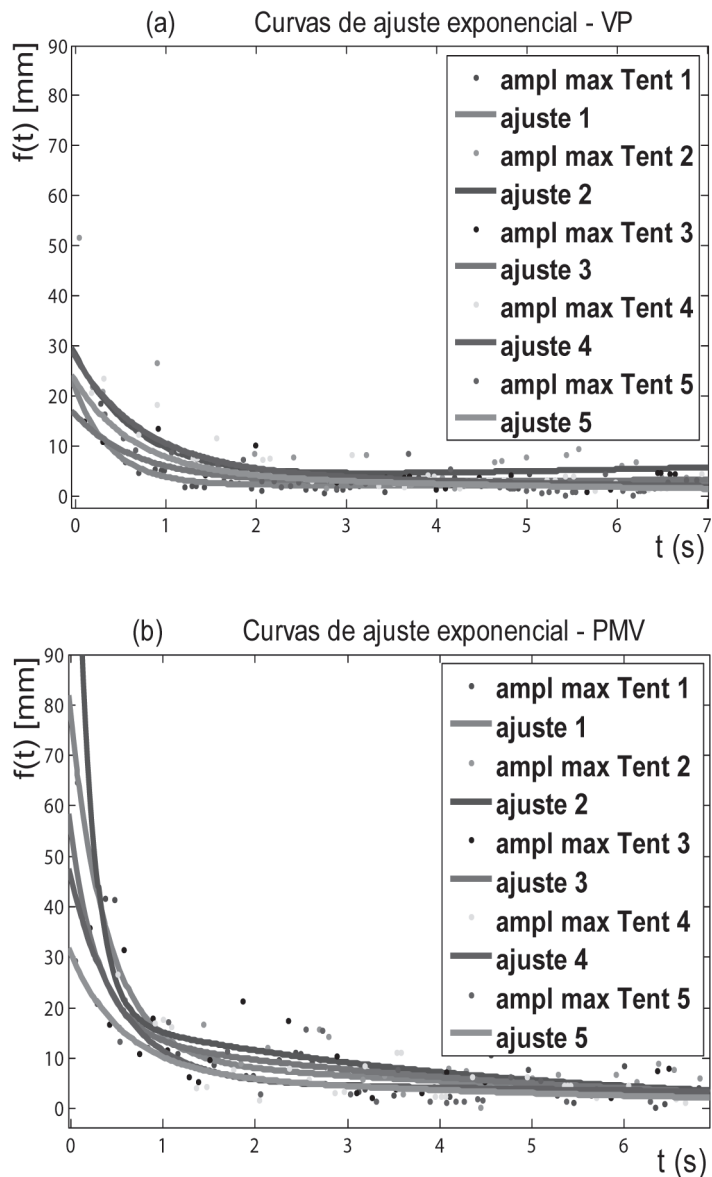 (a) Curvas de ajuste exponencial - VP
f(t) [mm]
90
80
70
60
50
40
30
20
10
0
ampl max Tent 1
ajuste 1
ampl max Tent 2
ajuste 2
ampl max Tent 3
ajuste 3
ampl max Tent 4
ajuste 4
ampl max Tent 5
ajuste 5
0 1 2 3 4 5 6 7
t (s)
(b) Curvas de ajuste exponencial - PMV
f(t) [mm]
90
80
70
60
50
40
30
20
10
0
ampl max Tent 1
ajuste 1
ampl max Tent 2
ajuste 2
ampl max Tent 3
ajuste 3
ampl max Tent 4
ajuste 4
ampl max Tent 5
ajuste 5
0 1 2 3 4 5 6
t (s)